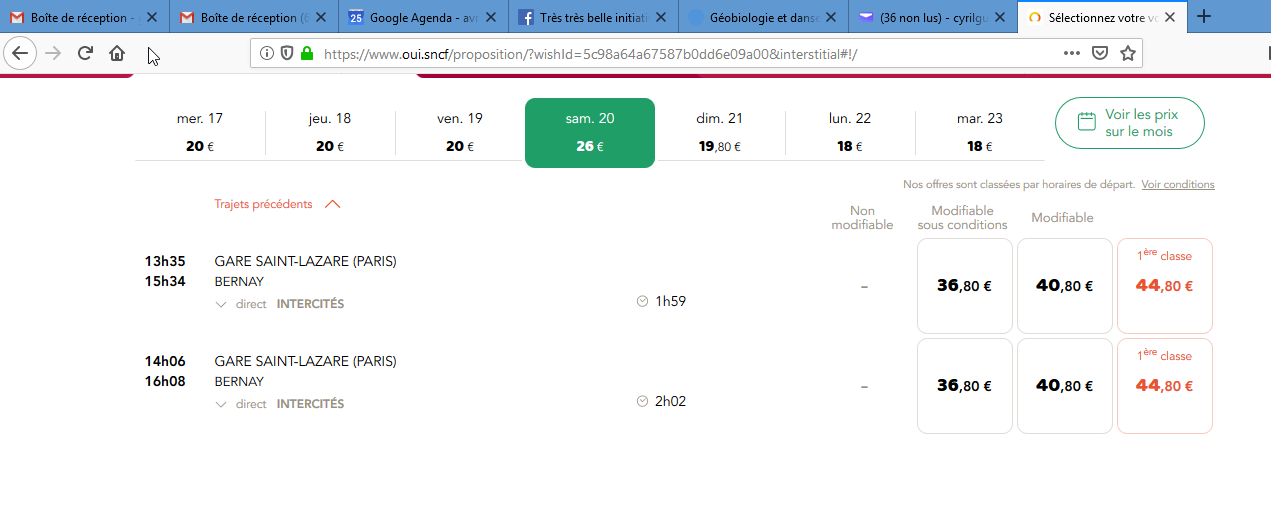 Boîte de réception -
Boîte de réception (6
Google Agenda - av
Très très belle initiati
Géobiologie et danse
(36 non lus) - cyrilgu
Sélectionnez votre v
https://www.oui.sncf/proposition/?wishId=5c98a64a67587b0dd6e09a00&interstitial#!/
mer. 17
20 €
jeu. 18
20 €
ven. 19
20 €
sam. 20
26 €
dim. 21
19,80 €
lun. 22
18 €
mar. 23
18 €
Voir les prix
sur le mois
Nos offres sont classées par horaires de départ. Voir conditions
Trajets précédents
Non
modifiable
Modifiable
sous conditions
Modifiable
13h35 GARE SAINT-LAZARE (PARIS)
15h34 BERNAY
direct INTERCITÉS
1h59
–
36,80 €
40,80 €
1ère classe
44,80 €
14h06 GARE SAINT-LAZARE (PARIS)
16h08 BERNAY
direct INTERCITÉS
2h02
–
36,80 €
40,80 €
1ère classe
44,80 €